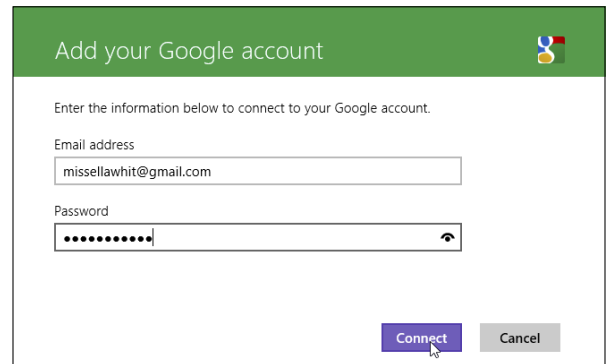 Add your Google account
Enter the information below to connect to your Google account.
Email address
missellawhit@gmail.com
Password
●●●●●●●●●●●
Connect
Cancel